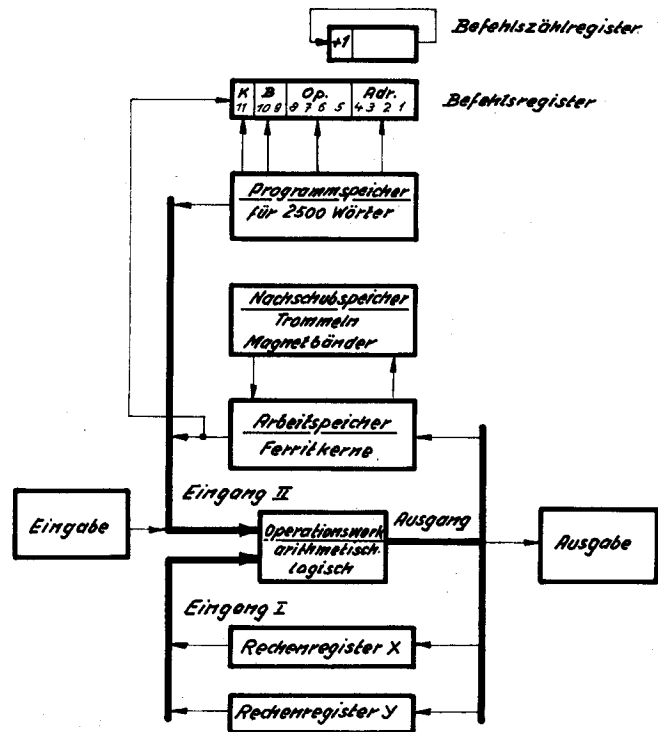 +1
Befehlszählregister
K B Op. Adr.
11 10 9 8 7 6 5 4 3 2 1
Befehlsregister
Programmspeicher
für 2500 Wörter
Nachschubspeicher
Trommeln
Magnetbänder
Arbeitspeicher
Ferritkerne
Eingang II
Eingabe
Operationswerk
arithmetisch
logisch
Ausgang
Ausgabe
Eingang I
Rechenregister X
Rechenregister Y